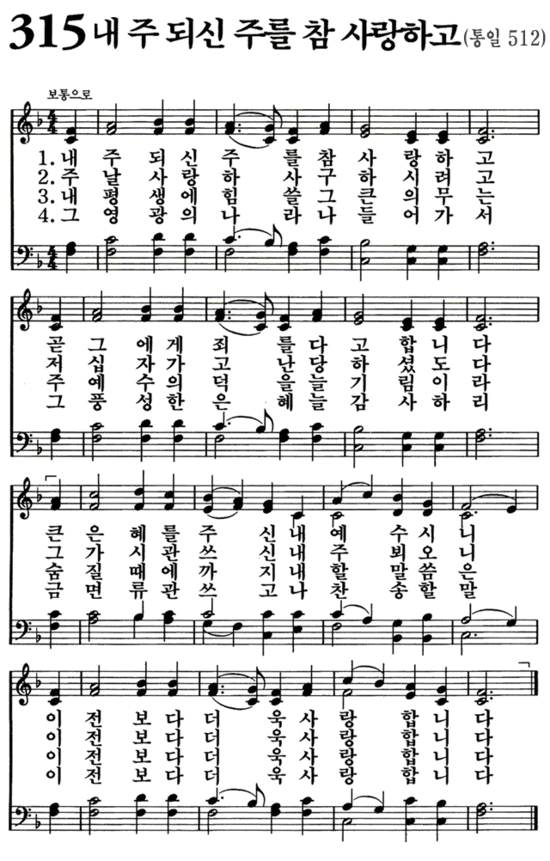 315 내 주 되신 주를 참 사랑하고 (통일 512)
보통으로
1. 내 주 되 신 주 를 참 사 랑 하 고
2. 주 날 사 랑 하 사 구 하 시 려 고
3. 내 평 생 에 힘 쓸 그 큰 의 무 는
4. 그 영 광 의 나 라 나 들 어 가 서
곧 그 에 게 죄 를 다 고 합 니 다
저 십 자 가 고 난 당 하 셨 도 다
주 예 수 의 덕 을 늘 기 림 이 라
그 풍 성 한 은 혜 늘 감 사 하 리
큰 은 혜 를 주 신 내 예 수 시 니
그 가 시 관 쓰 신 내 주 뵈 오 니
숨 질 때 에 까 지 내 할 말 씀 은
금 면 류 관 쓰 고 나 찬 송 할 말
이 전 보 다 더 욱 사 랑 합 니 다
이 전 보 다 더 욱 사 랑 합 니 다
이 전 보 다 더 욱 사 랑 합 니 다
이 전 보 다 더 욱 사 랑 합 니 다